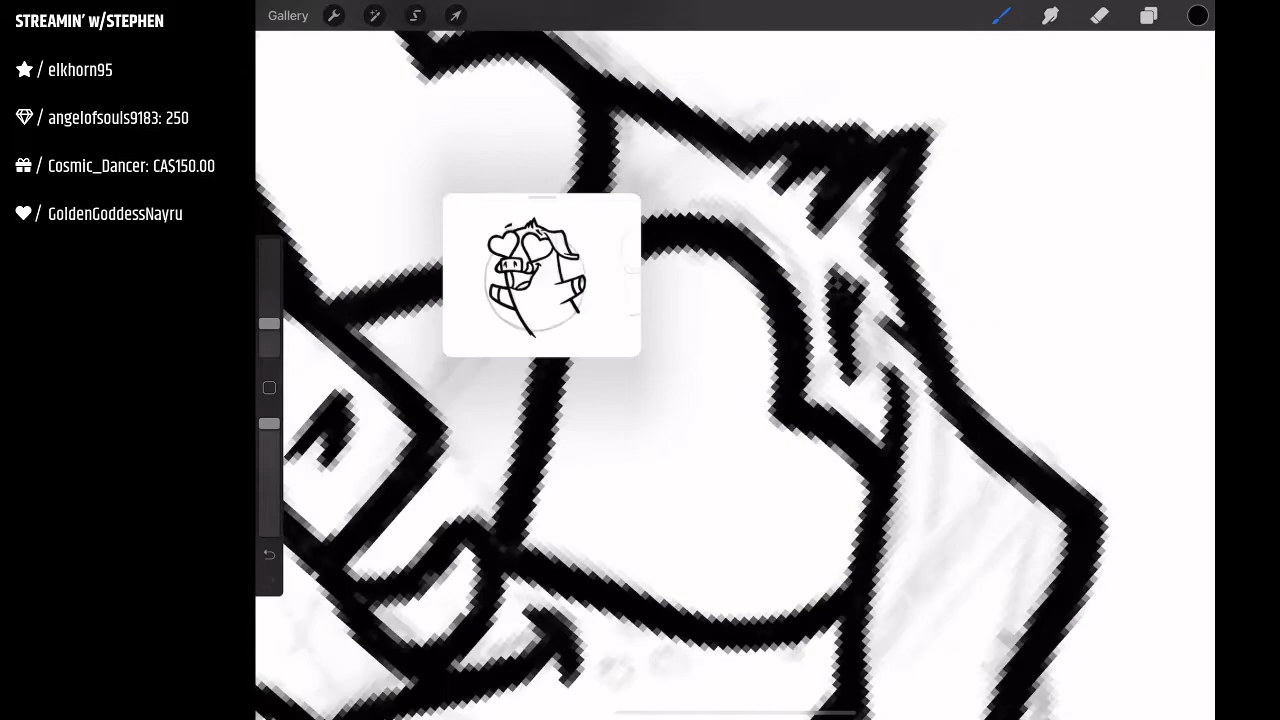 STREAMIN' w/STEPHEN
Gallery
/ elkhorn95
/ angelofsouls9183: 250
/ Cosmic_Dancer: CA$150.00
/ GoldenGoddessNayru